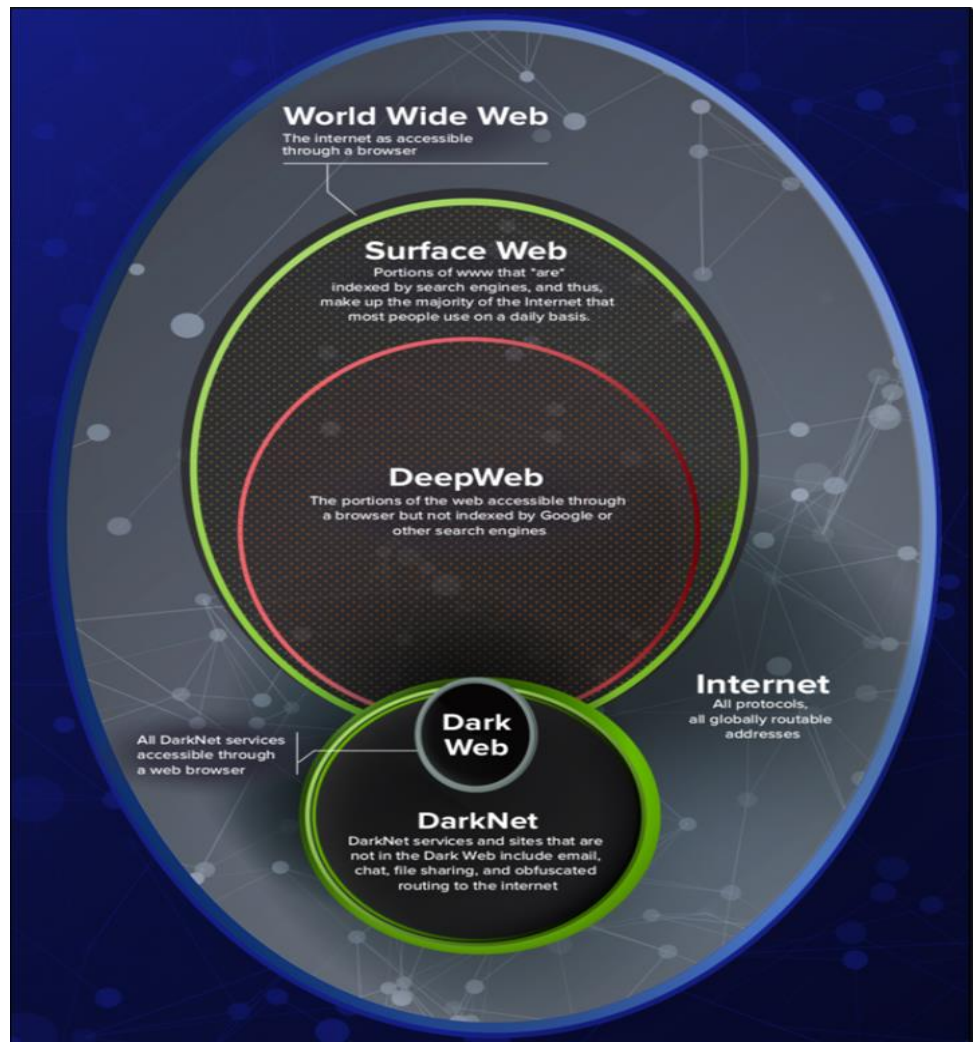 World Wide Web
The internet as accessible
through a browser
Surface Web
Portions of www that "are"
indexed by search engines, and thus,
make up the majority of the Internet that
most people use on a daily basis.
DeepWeb
The portions of the web accessible through
a browser but not indexed by Google or
other search engines
Internet
All protocols,
all globally routable
addresses
Dark
Web
All DarkNet services
accessible through
a web browser
DarkNet
DarkNet services and sites that are
not in the Dark Web include email,
chat, file sharing, and obfuscated
routing to the internet